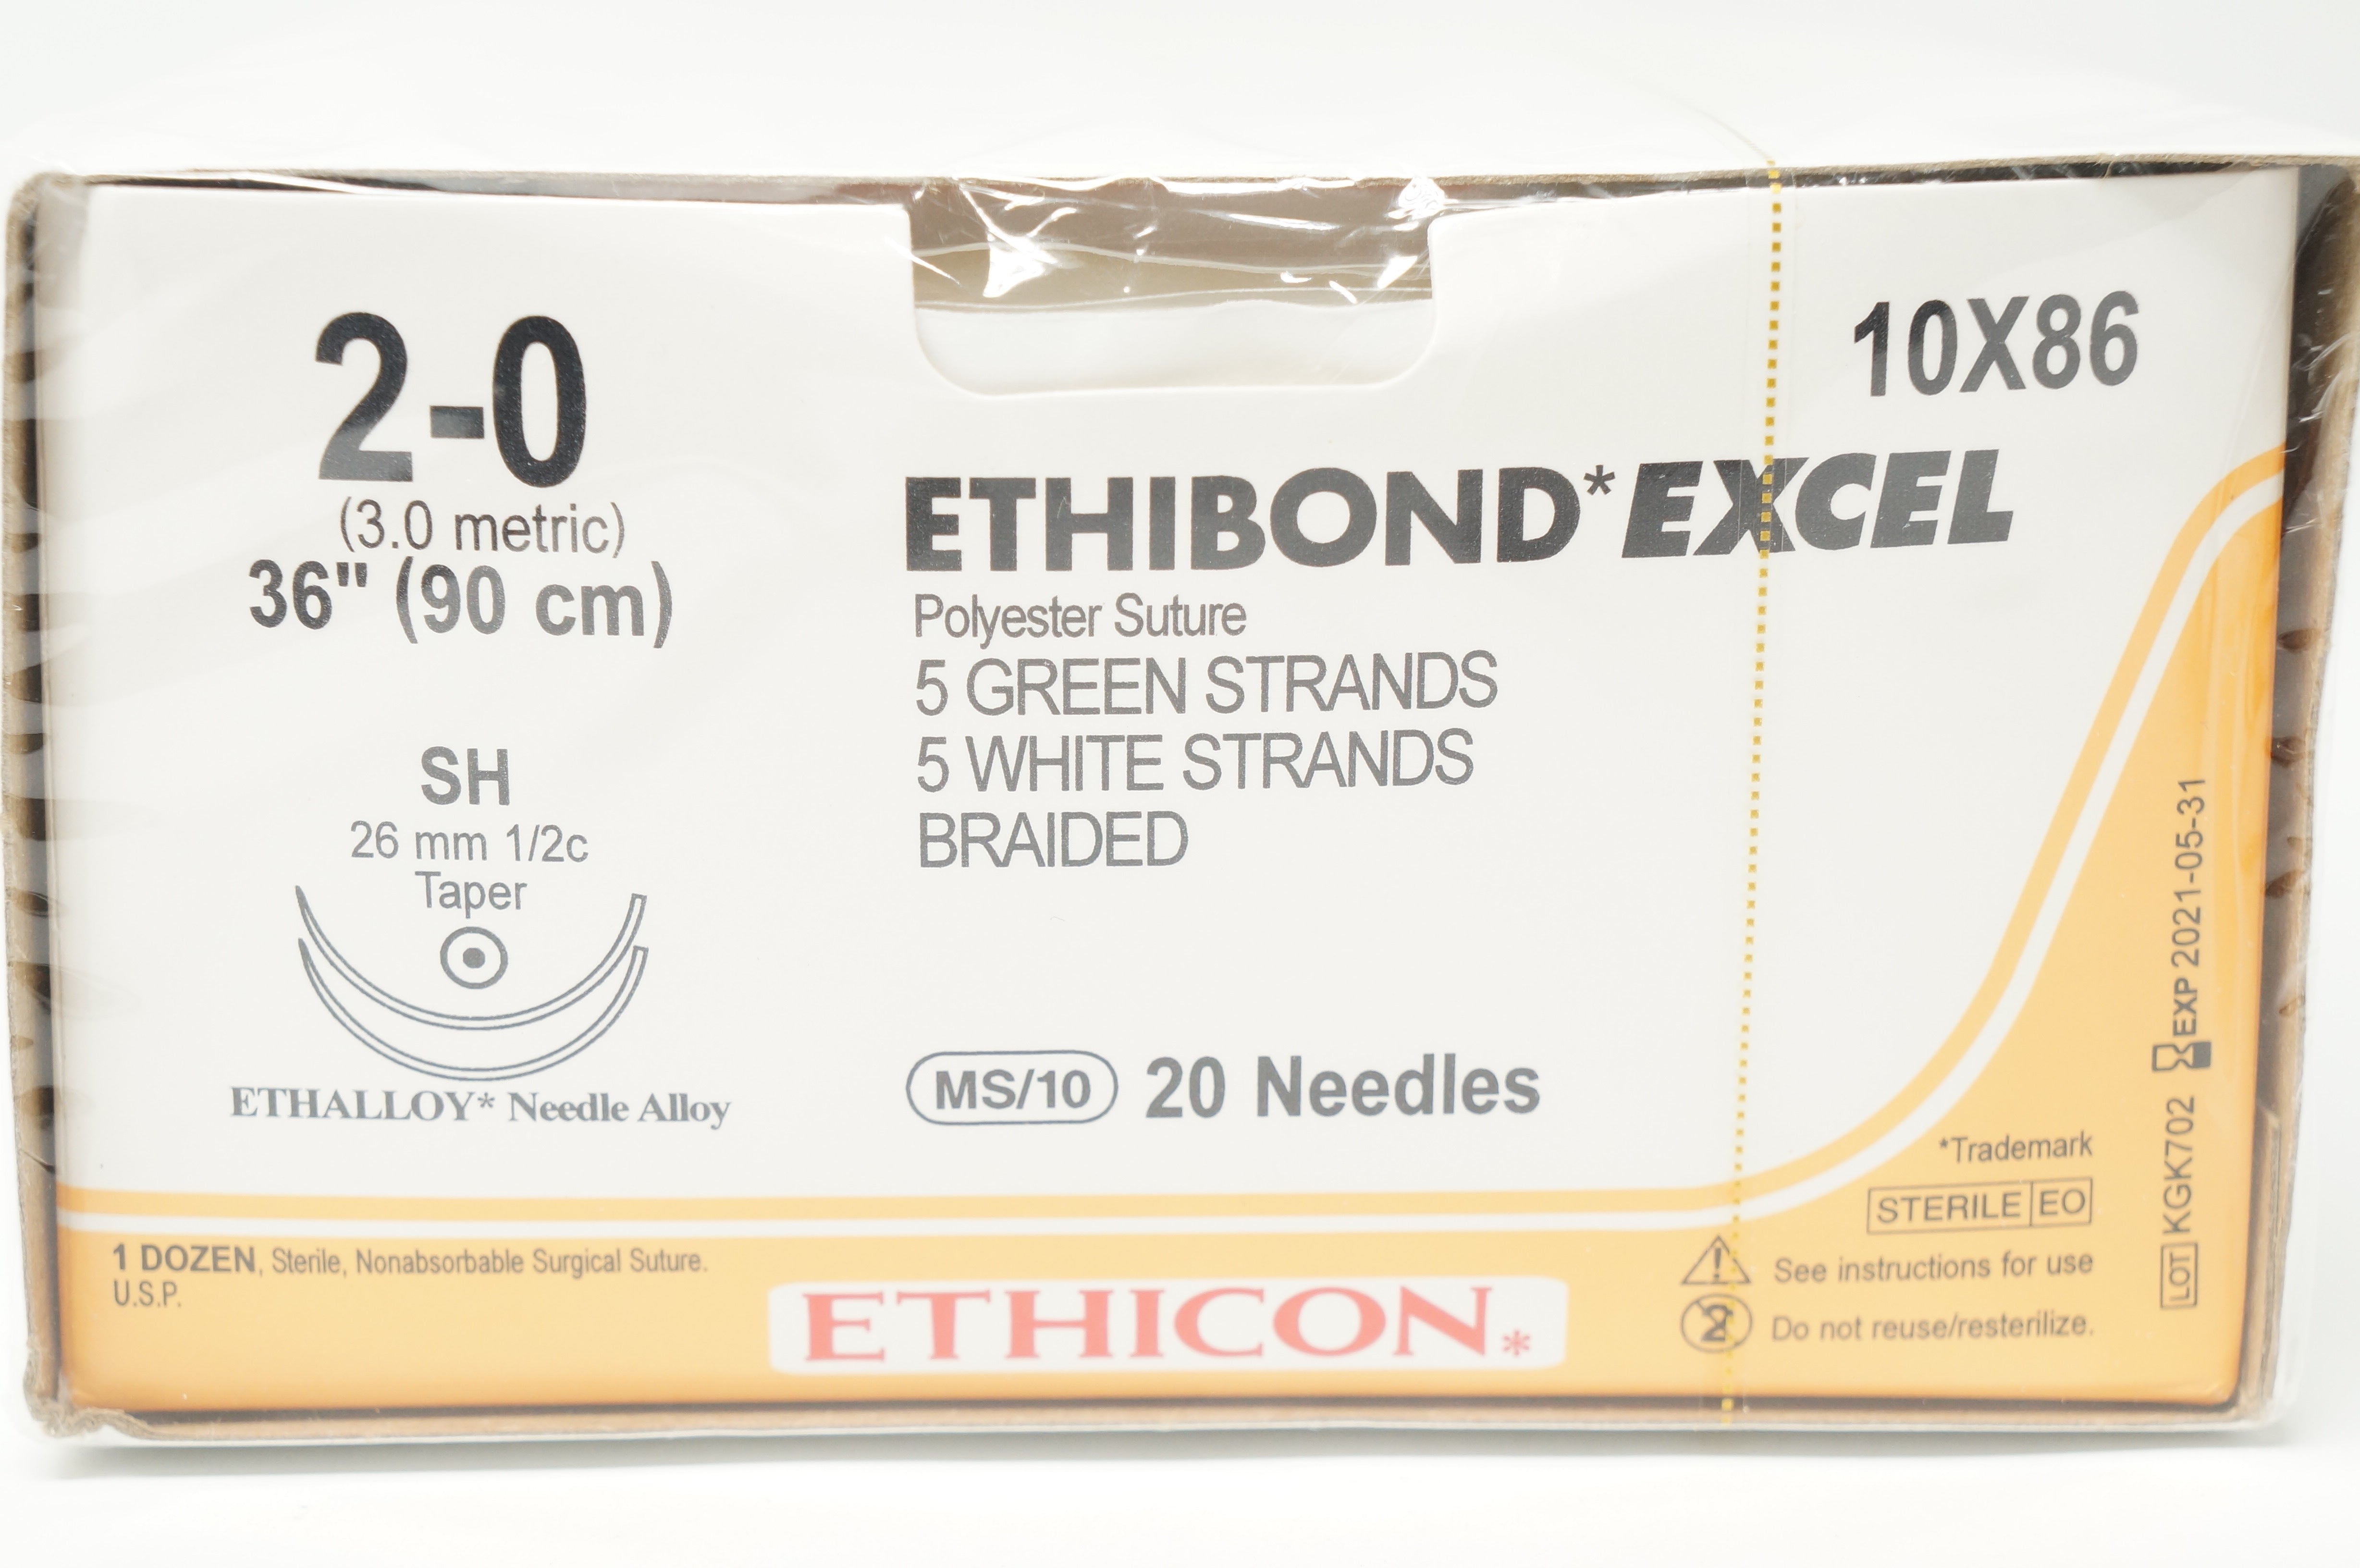 2-0
(3.0 metric)
36" (90 cm)
SH
26 mm 1/2c
Taper
ETHALLOY* Needle Alloy
10X86
ETHIBOND*EXCEL
Polyester Suture
5 GREEN STRANDS
5 WHITE STRANDS
BRAIDED
MS/10 20 Needles
*Trademark
STERILE EO
See instructions for use
2 Do not reuse/resterilize.
LOT KGK702 EXP 2021-05-31
1 DOZEN, Sterile, Nonabsorbable Surgical Suture.
U.S.P.
ETHICON*